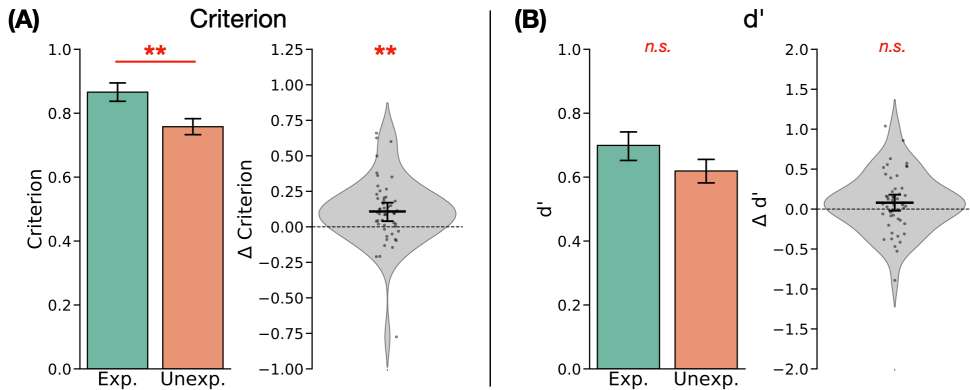 (A)
Criterion
**
1.0
0.8
0.6
0.4
0.2
0.0
Criterion
Exp.
Unexp.
**
1.25
1.00
0.75
0.50
0.25
0.00
−0.25
−0.50
−0.75
−1.00
Δ Criterion
(B)
d'
n.s.
1.0
0.8
0.6
0.4
0.2
0.0
d'
Exp.
Unexp.
n.s.
2.0
1.5
1.0
0.5
0.0
−0.5
−1.0
−1.5
−2.0
Δ d'